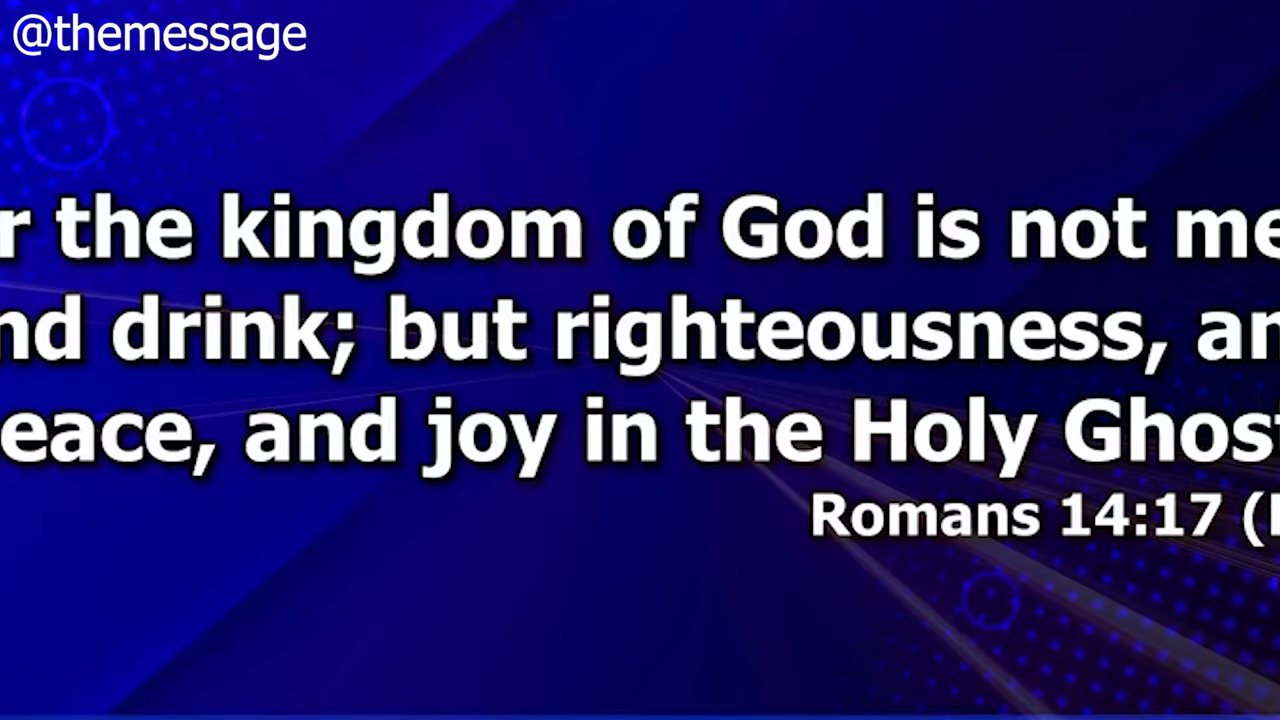 @themessage
r the kingdom of God is not me
nd drink; but righteousness, an
eace, and joy in the Holy Ghost
Romans 14:17 (